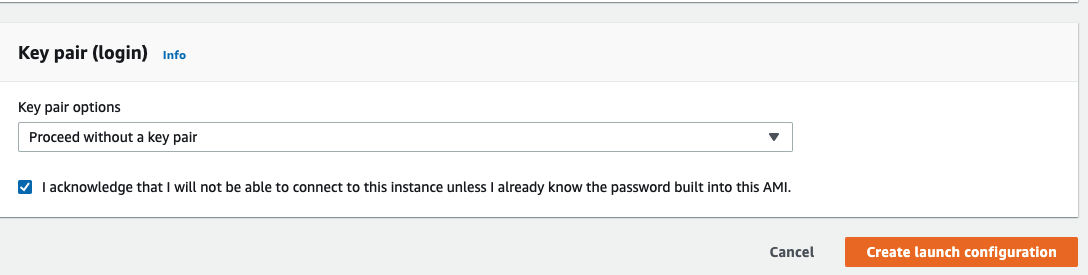 Key pair (login) Info
Key pair options
Proceed without a key pair
I acknowledge that I will not be able to connect to this instance unless I already know the password built into this AMI.
Cancel Create launch configuration